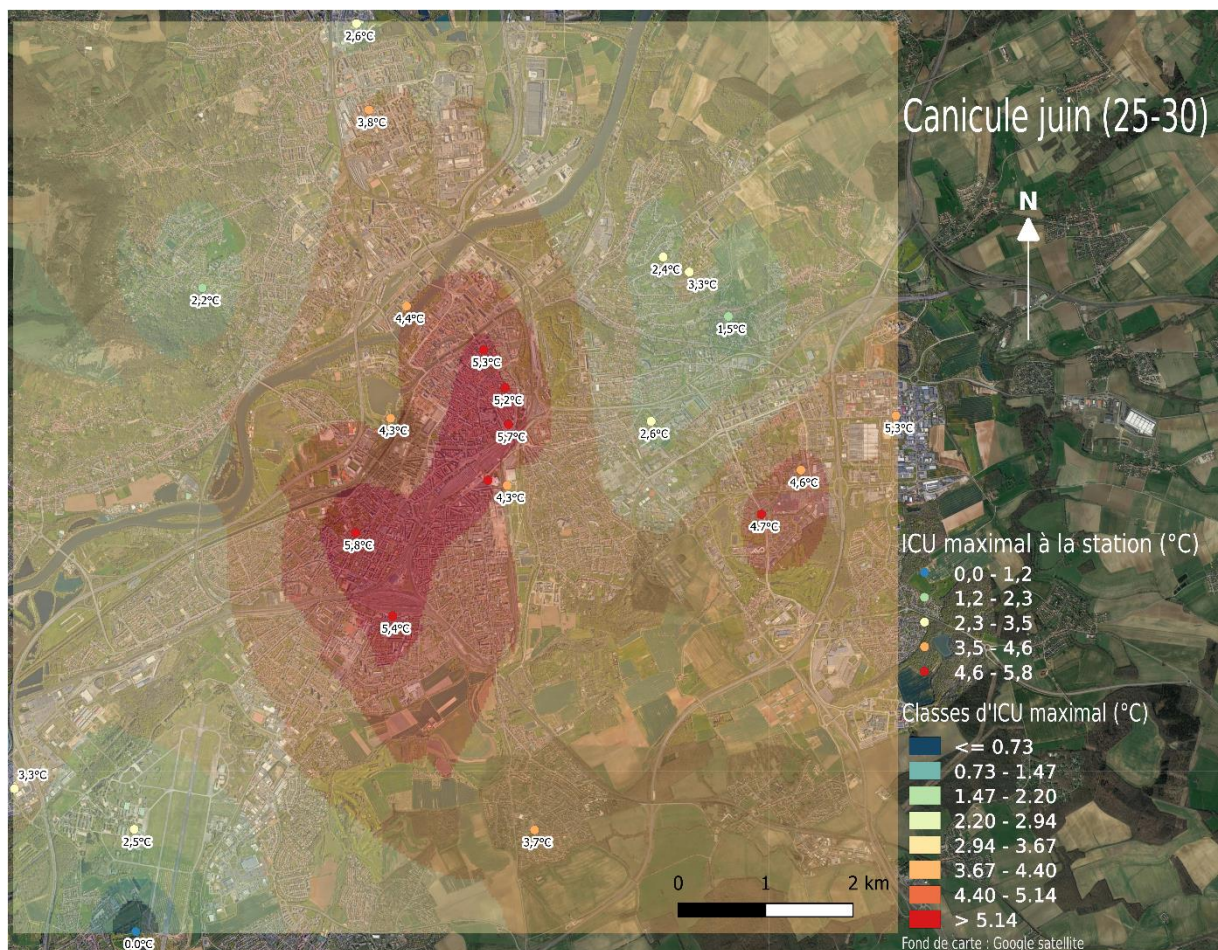 2,6°C
Canicule juin (25-30)
3,8°C
N
2,4°C
3,3°C
2,2°C
1,5°C
4,4°C
5,3°C
5,2°C
5,3°C
4,3°C
5,7°C
2,6°C
4,6°C
4,3°C
4,7°C
5,8°C
5,4°C
ICU maximal à la station (°C)
0,0 - 1,2
1,2 - 2,3
2,3 - 3,5
3,5 - 4,6
4,6 - 5,8
Classes d'ICU maximal (°C)
<= 0.73
0.73 - 1.47
1.47 - 2.20
2.20 - 2.94
2.94 - 3.67
3.67 - 4.40
4.40 - 5.14
> 5.14
3,3°C
2,5°C
3,7°C
0 1 2 km
0,0°C
Fond de carte : Google satellite